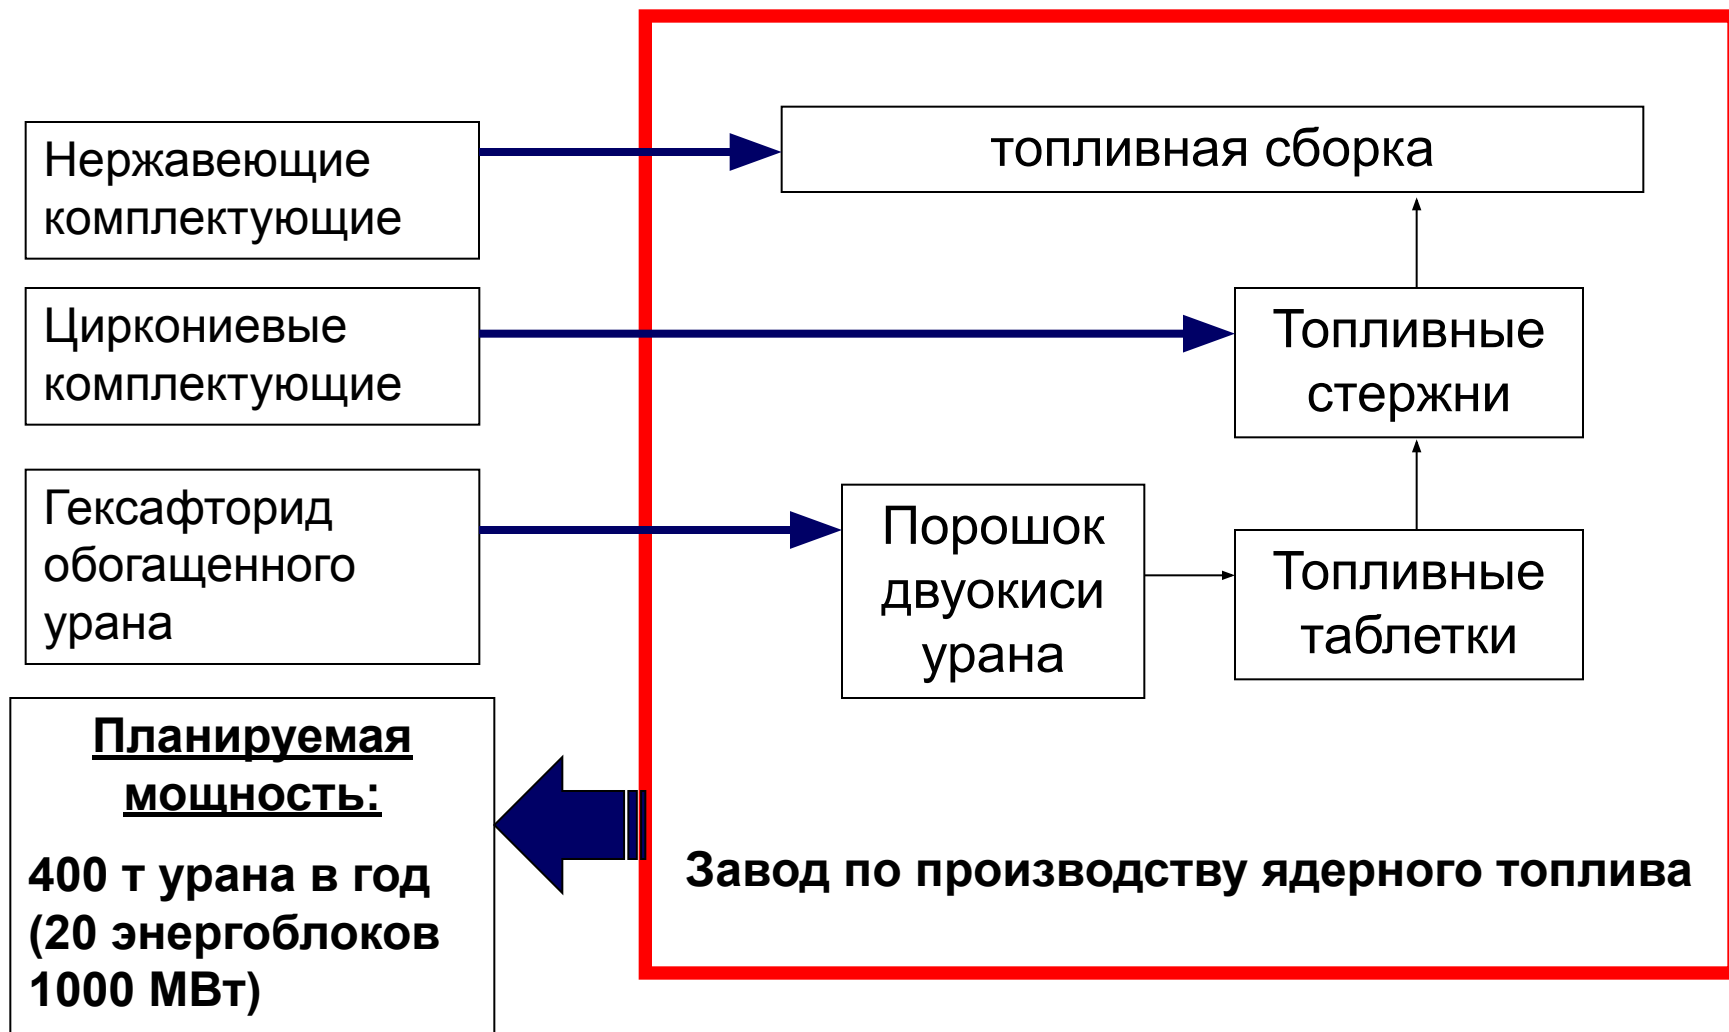 Нержавеющие
комплектующие
топливная сборка
Циркониевые
комплектующие
Топливные
стержни
Гексафторид
обогащенного
урана
Порошок
двуокиси
урана
Топливные
таблетки
Планируемая
мощность:
400 т урана в год
(20 энергоблоков
1000 МВт)
Завод по производству ядерного топлива